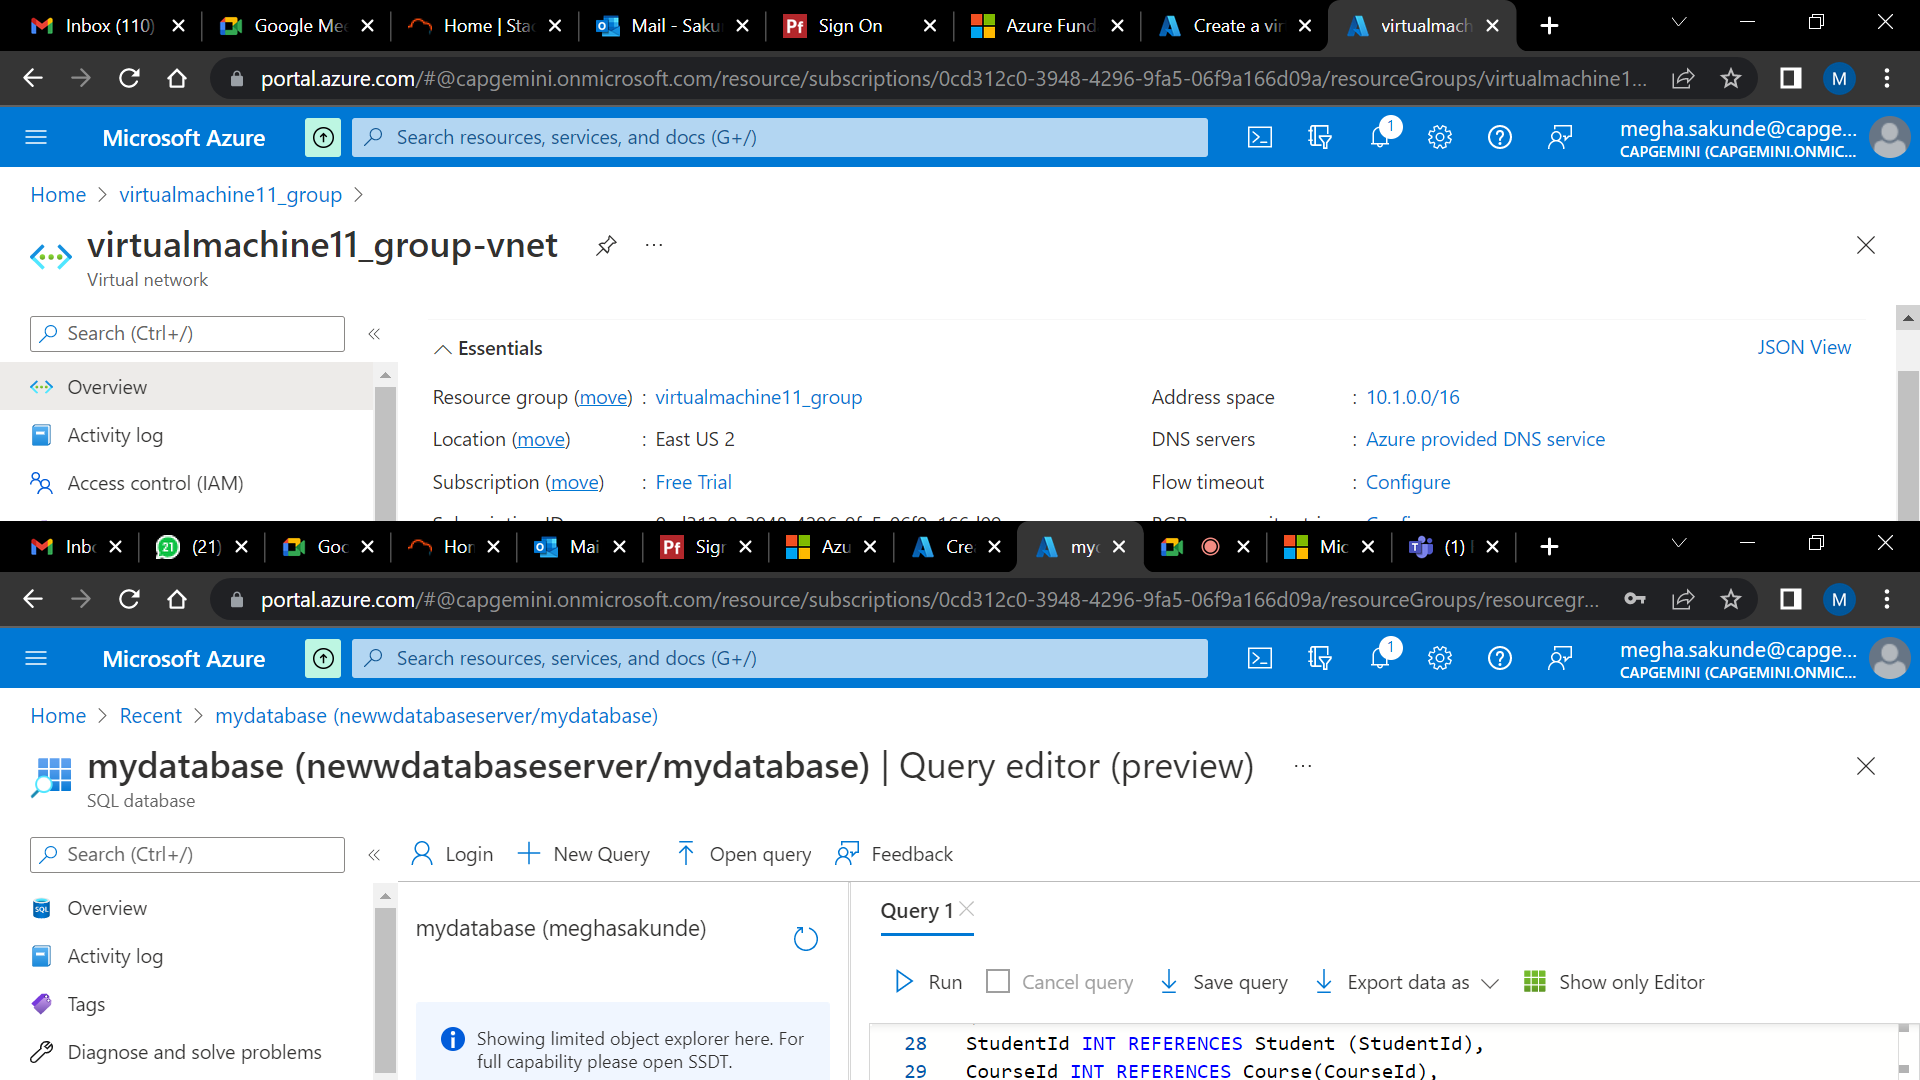 Inbox (110)
Google Me
Home | Sta
Mail - Saku
Sign On
Azure Fund
Create a vir
virtualmach
portal.azure.com/#@capgemini.onmicrosoft.com/resource/subscriptions/0cd312c0-3948-4296-9fa5-06f9a166d09a/resourceGroups/virtualmachine1...
M
Microsoft Azure
Search resources, services, and docs (G+/)
1
megha.sakunde@capge...
CAPGEMINI (CAPGEMINI.ONMIC...
Home > virtualmachine11_group >
virtualmachine11_group-vnet
Virtual network
Search (Ctrl+/)
Overview
Activity log
Access control (IAM)
Essentials
JSON View
Resource group (move) : virtualmachine11_group
Location (move) : East US 2
Subscription (move) : Free Trial
Address space : 10.1.0.0/16
DNS servers : Azure provided DNS service
Flow timeout : Configure
Inbo
21
(21)
Goo
Hor
Mai
Pf
Sigr
Azu
Cre
myc
Mic
(1)
portal.azure.com/#@capgemini.onmicrosoft.com/resource/subscriptions/0cd312c0-3948-4296-9fa5-06f9a166d09a/resourceGroups/resourcegr...
M
Microsoft Azure
Search resources, services, and docs (G+/)
1
megha.sakunde@capge...
CAPGEMINI (CAPGEMINI.ONMIC...
Home > Recent > mydatabase (newwdatabaseserver/mydatabase)
mydatabase (newwdatabaseserver/mydatabase) | Query editor (preview)
SQL database
Search (Ctrl+/)
Overview
Activity log
Tags
Diagnose and solve problems
Login
New Query
Open query
Feedback
mydatabase (meghasakunde)
Showing limited object explorer here. For
full capability please open SSDT.
Query 1
Run
Cancel query
Save query
Export data as
Show only Editor
28 StudentId INT REFERENCES Student (StudentId),
29 CourseId INT REFERENCES Course(CourseId),